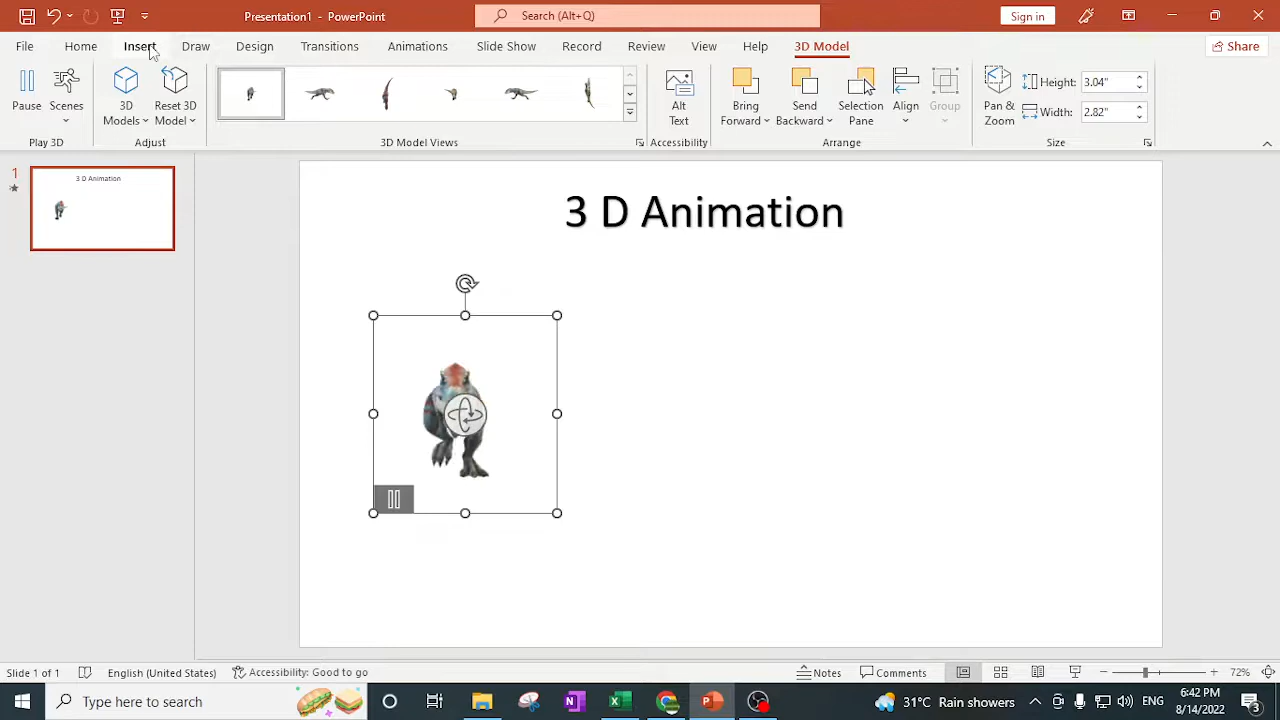 Presentation1 - PowerPoint
Search (Alt+Q)
Sign in
File Home Insert Draw Design Transitions Animations Slide Show Record Review View Help 3D Model
Share
Pause
Scenes
3D Models
Reset 3D Model
Alt Text
Bring Forward
Send Backward
Selection Pane
Align
Group
Pan & Zoom
Height: 3.04"
Width: 2.82"
Play 3D
Adjust
3D Model Views
Accessibility
Arrange
Size
1
3 D Animation
3 D Animation
Slide 1 of 1
English (United States)
Accessibility: Good to go
Notes
Comments
72%
Type here to search
31°C Rain showers
ENG
6:42 PM
8/14/2022
3